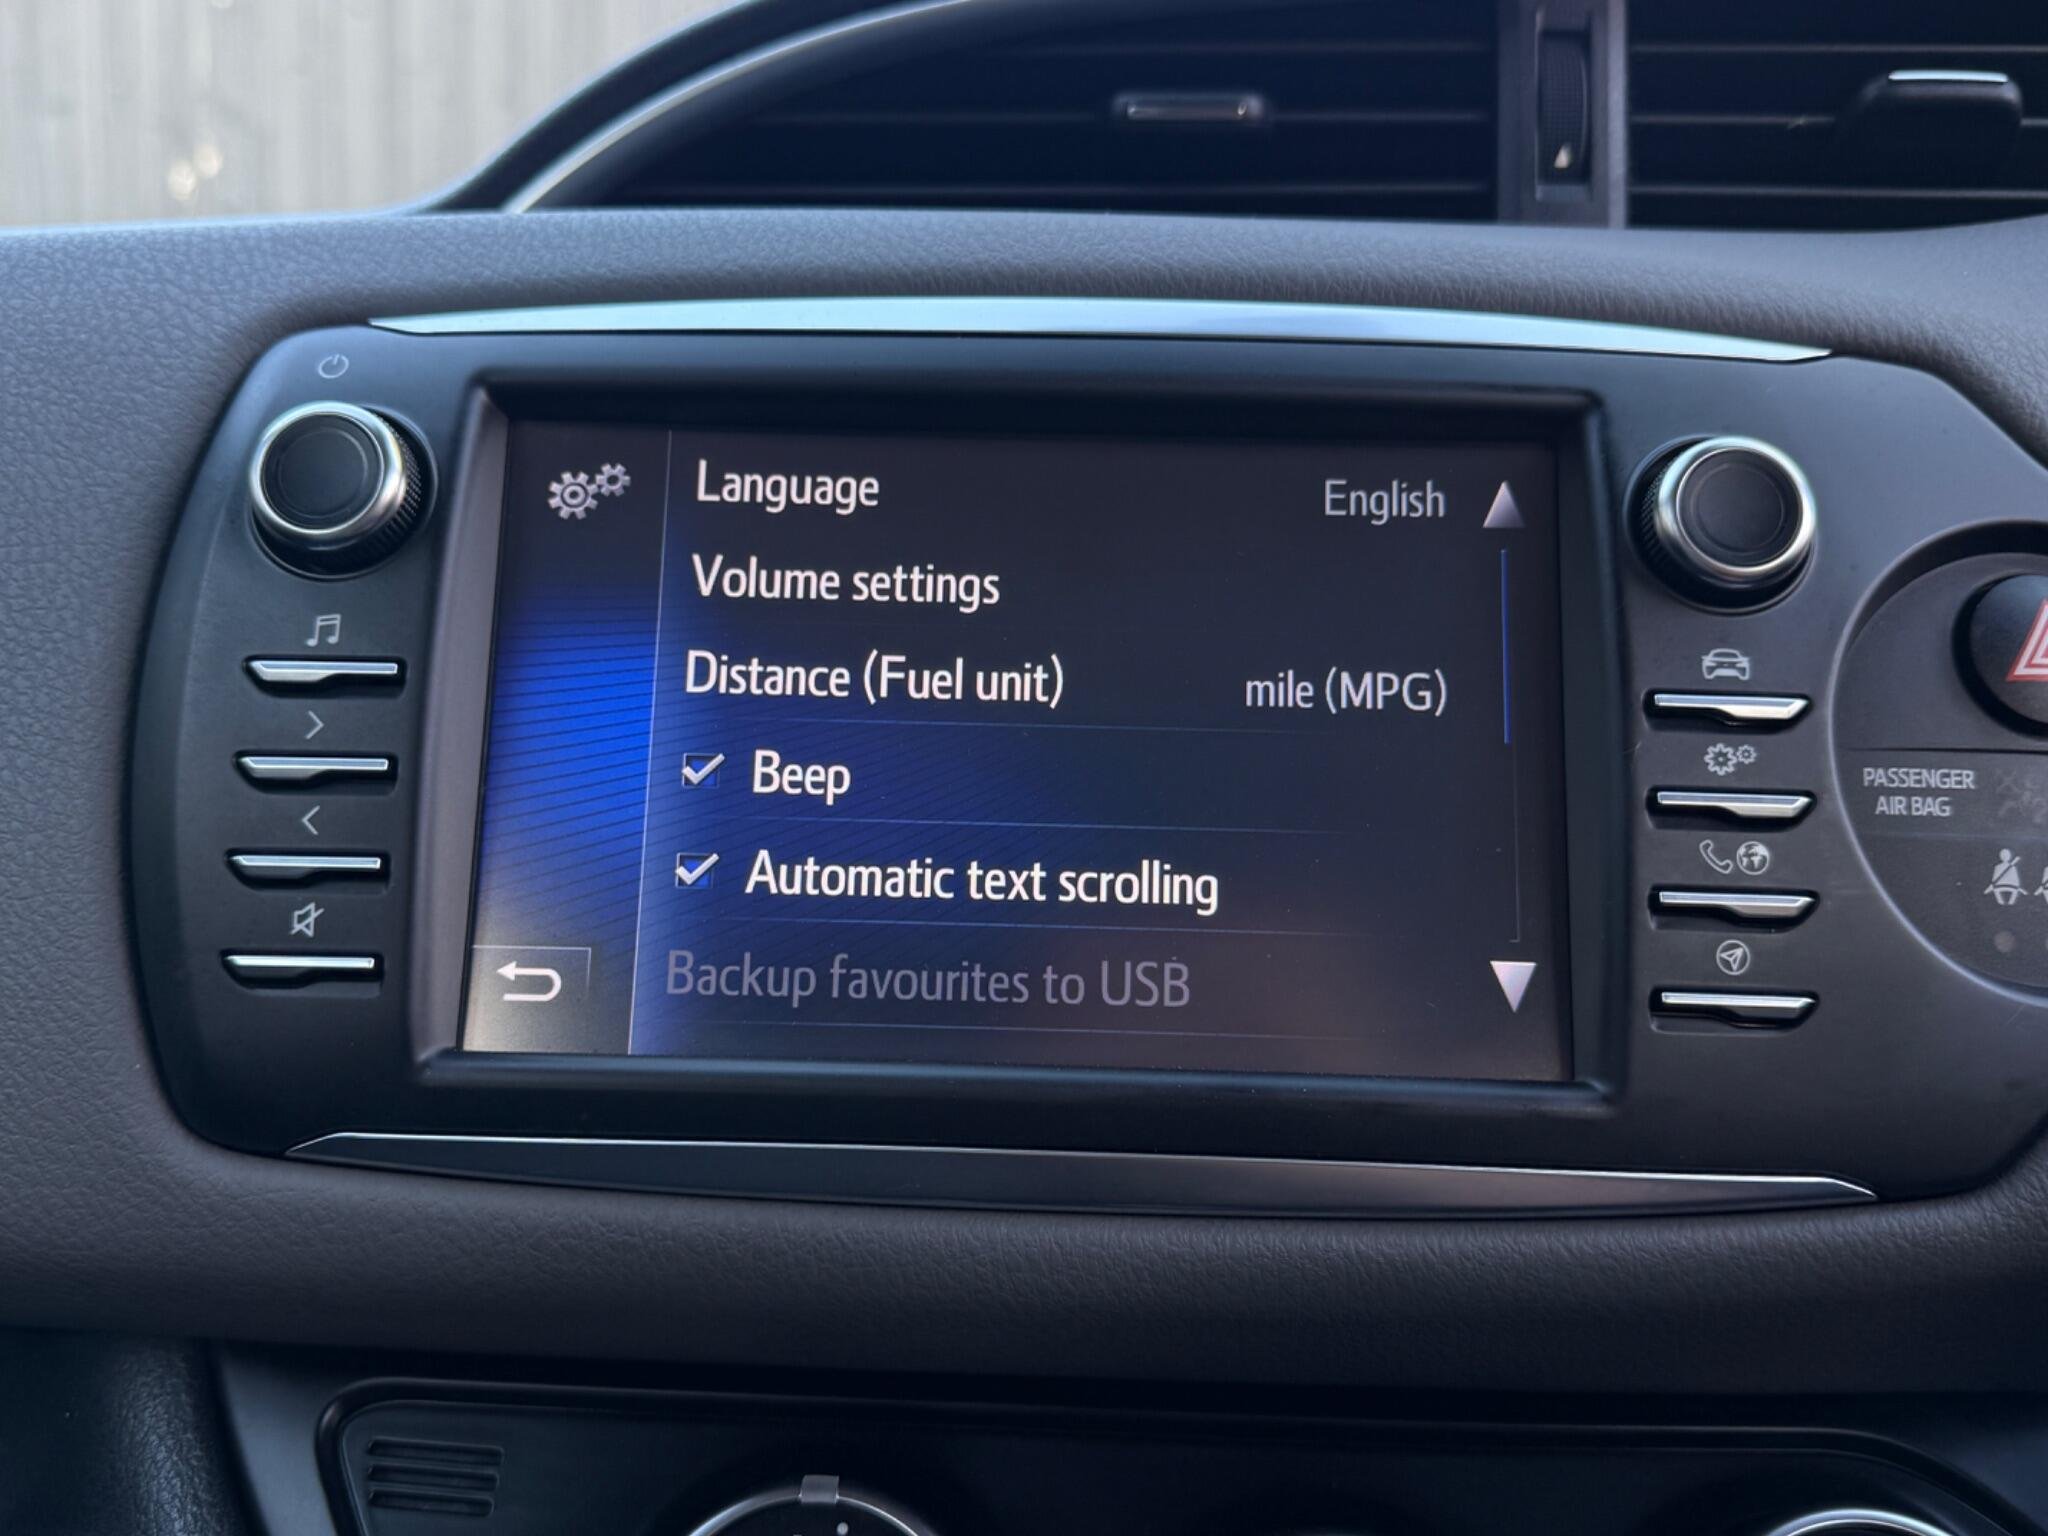 Language English
Volume settings
Distance (Fuel unit) mile (MPG)
Beep
Automatic text scrolling
Backup favourites to USB
PASSENGER
AIR BAG